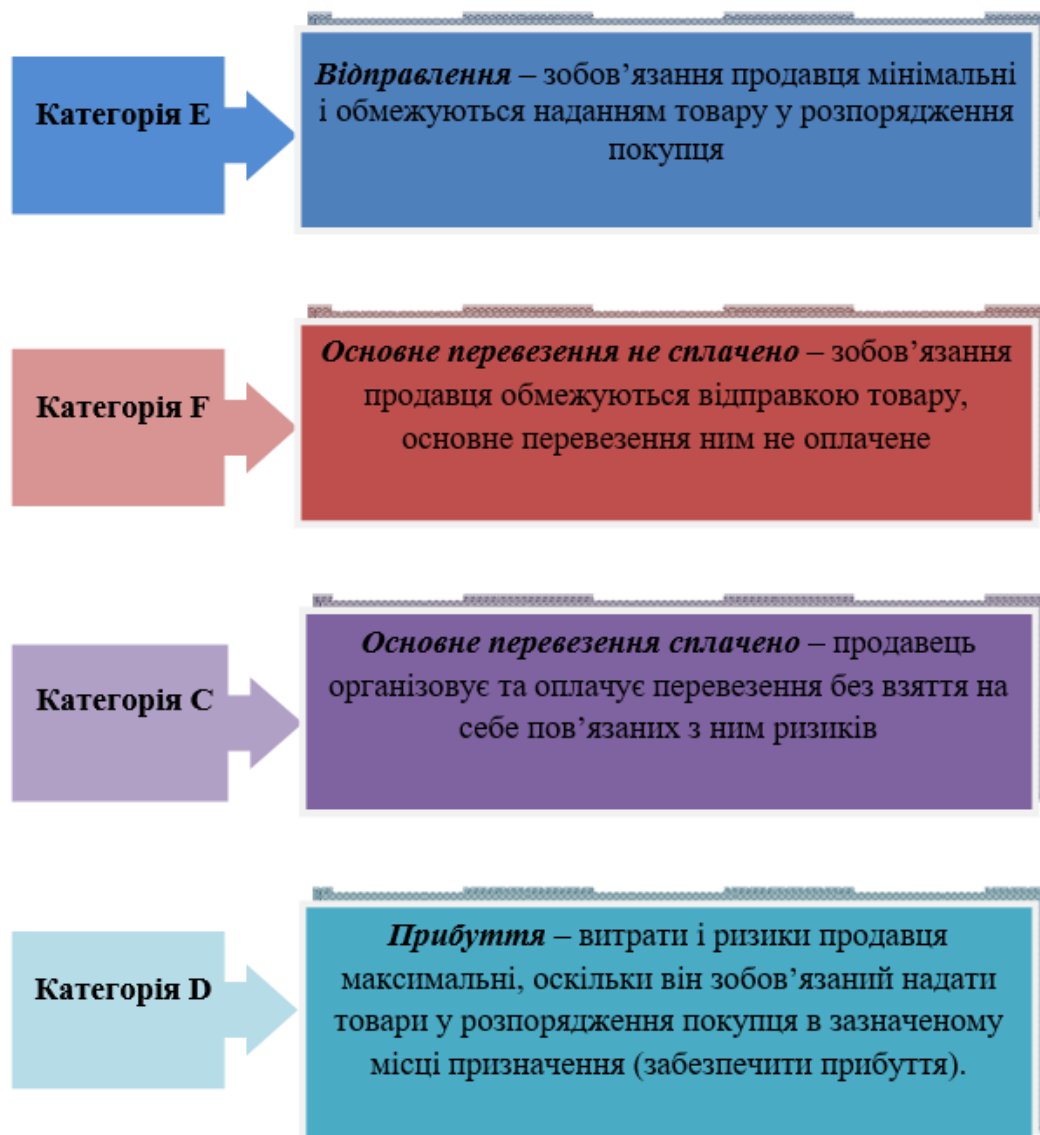 Категорія E
Відправлення – зобов’язання продавця мінімальні
і обмежуються наданням товару у розпорядження
покупця
Категорія F
Основне перевезення не сплачено – зобов’язання
продавця обмежуються відправкою товару,
основне перевезення ним не оплачене
Категорія C
Основне перевезення сплачено – продавець
організовує та оплачує перевезення без взяття на
себе пов’язаних з ним ризиків
Категорія D
Прибуття – витрати і ризики продавця
максимальні, оскільки він зобов’язаний надати
товари у розпорядження покупця в зазначеному
місці призначення (забезпечити прибуття).